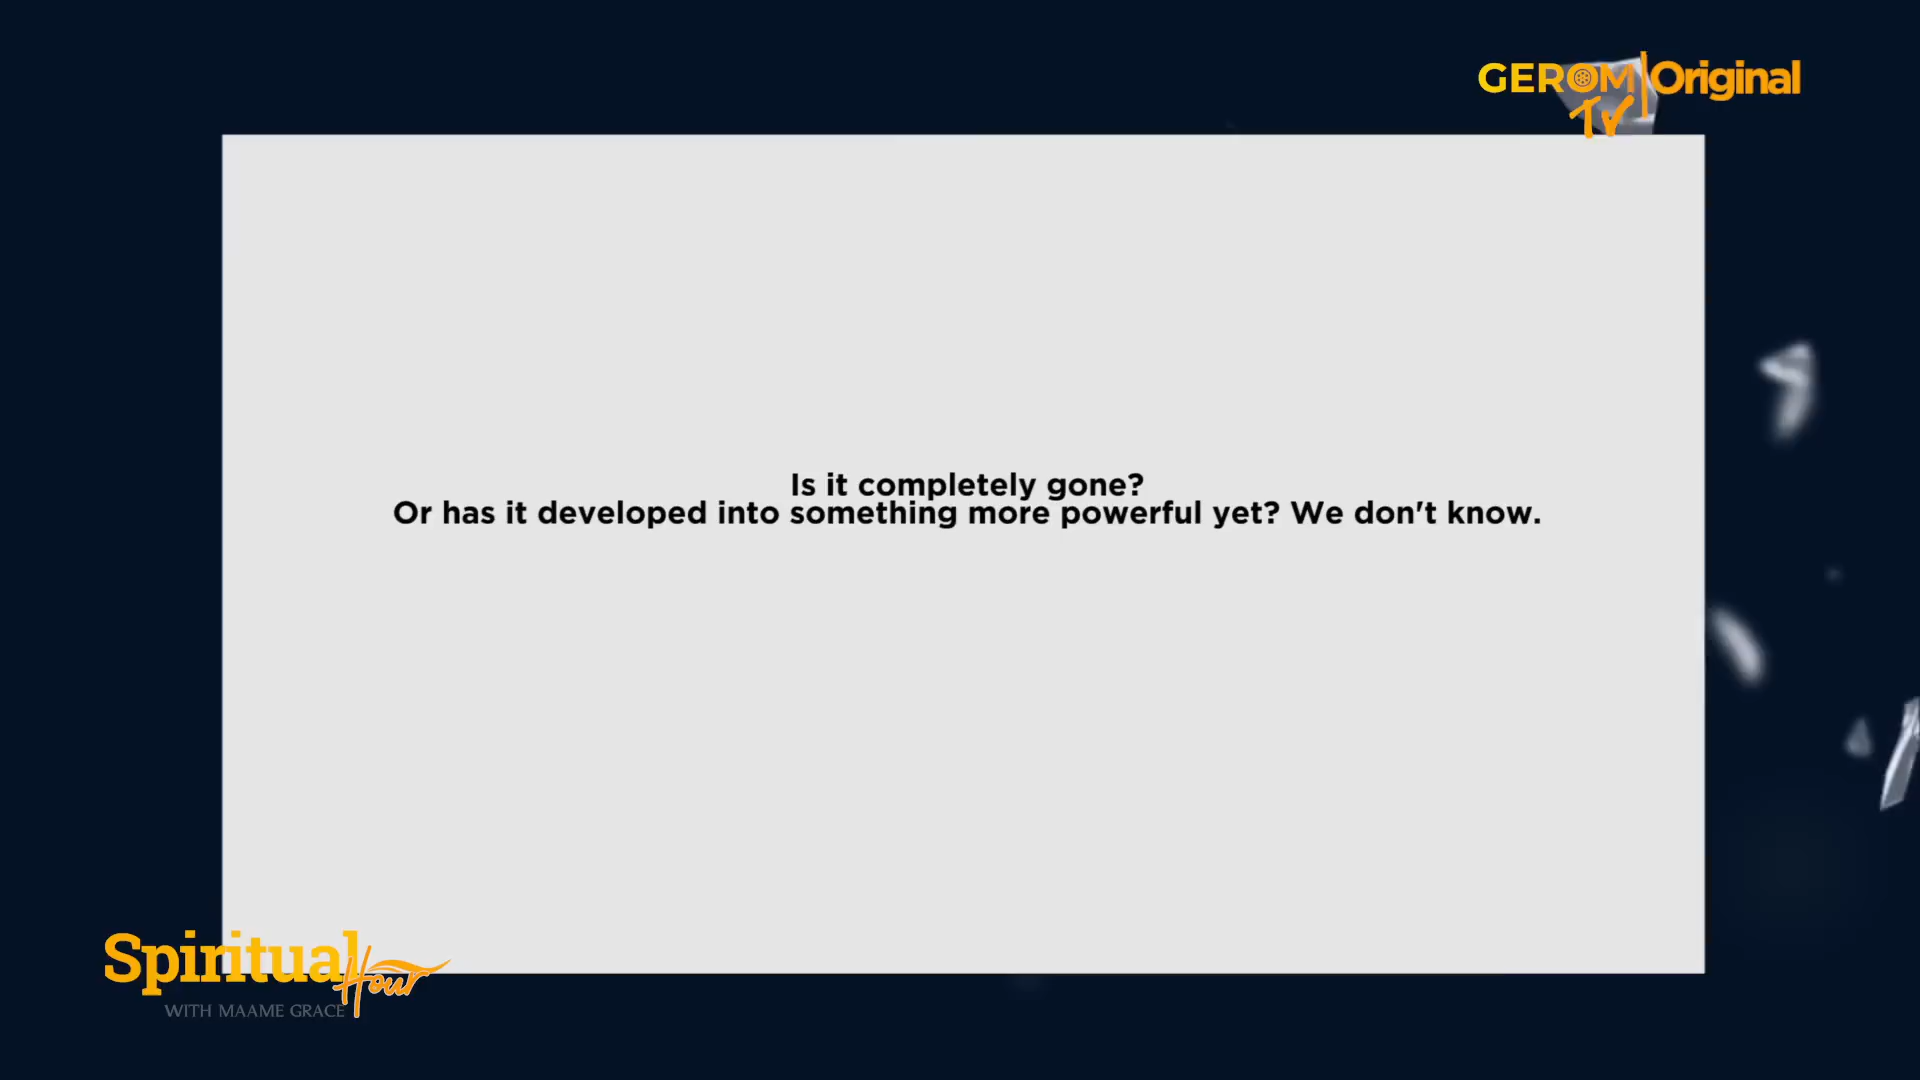 GEROM|Original
TV
Is it completely gone?
Or has it developed into something more powerful yet? We don't know.
Spiritual
Hour
WITH MAAME GRACE